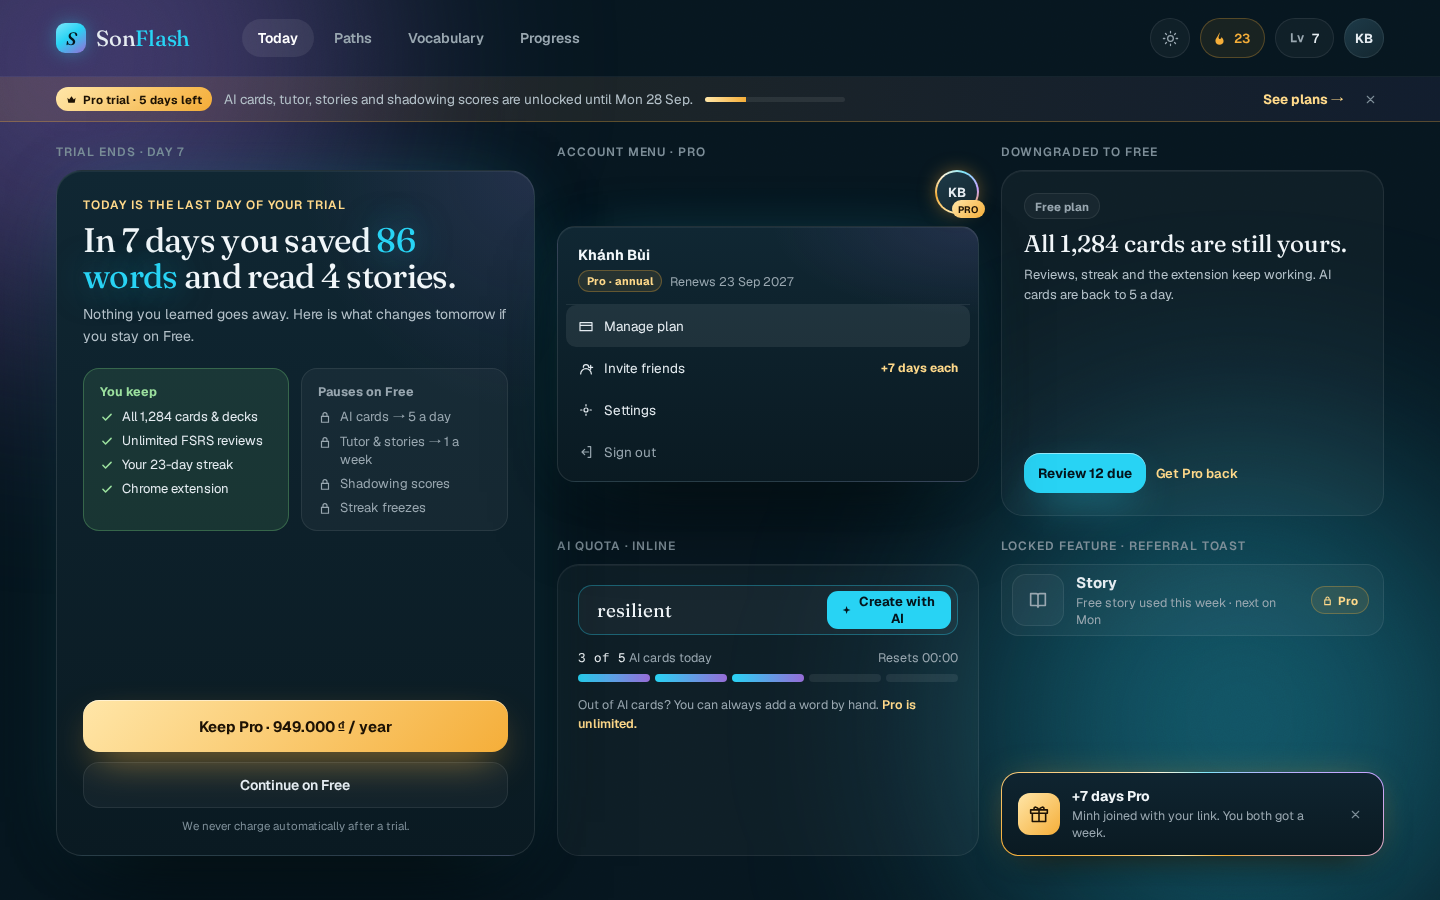 S SonFlash
Today
Paths
Vocabulary
Progress
23
Lv 7
KB
Pro trial · 5 days left
AI cards, tutor, stories and shadowing scores are unlocked until Mon 28 Sep.
See plans →
TRIAL ENDS · DAY 7
TODAY IS THE LAST DAY OF YOUR TRIAL
In 7 days you saved 86
words and read 4 stories.
Nothing you learned goes away. Here is what changes tomorrow if
you stay on Free.
You keep
All 1,284 cards & decks
Unlimited FSRS reviews
Your 23-day streak
Chrome extension
Pauses on Free
AI cards → 5 a day
Tutor & stories → 1 a
week
Shadowing scores
Streak freezes
Keep Pro · 949.000 ₫ / year
Continue on Free
We never charge automatically after a trial.
ACCOUNT MENU · PRO
KB
PRO
Khánh Bùi
Pro · annual
Renews 23 Sep 2027
Manage plan
Invite friends
+7 days each
Settings
Sign out
AI QUOTA · INLINE
resilient
Create with
AI
3 of 5 AI cards today
Resets 00:00
Out of AI cards? You can always add a word by hand. Pro is
unlimited.
DOWNGRADED TO FREE
Free plan
All 1,284 cards are still yours.
Reviews, streak and the extension keep working. AI
cards are back to 5 a day.
Review 12 due
Get Pro back
LOCKED FEATURE · REFERRAL TOAST
Story
Free story used this week · next on
Mon
Pro
+7 days Pro
Minh joined with your link. You both got a
week.